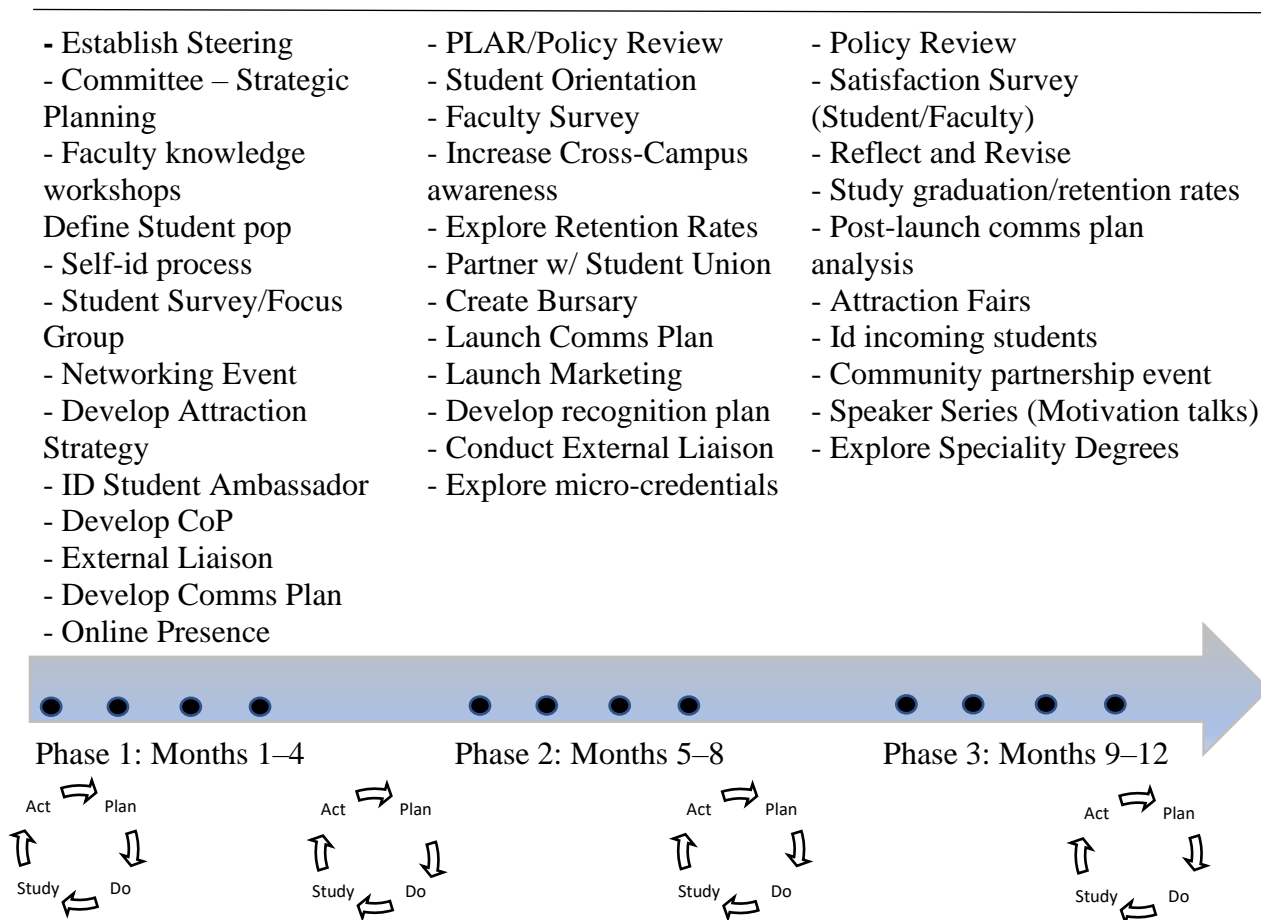 - Establish Steering
- Committee – Strategic
Planning
- Faculty knowledge
workshops
Define Student pop
- Self-id process
- Student Survey/Focus
Group
- Networking Event
- Develop Attraction
Strategy
- ID Student Ambassador
- Develop CoP
- External Liaison
- Develop Comms Plan
- Online Presence
- PLAR/Policy Review
- Student Orientation
- Faculty Survey
- Increase Cross-Campus
awareness
- Explore Retention Rates
- Partner w/ Student Union
- Create Bursary
- Launch Comms Plan
- Launch Marketing
- Develop recognition plan
- Conduct External Liaison
- Explore micro-credentials
- Policy Review
- Satisfaction Survey
(Student/Faculty)
- Reflect and Revise
- Study graduation/retention rates
- Post-launch comms plan
analysis
- Attraction Fairs
- Id incoming students
- Community partnership event
- Speaker Series (Motivation talks)
- Explore Speciality Degrees
Phase 1: Months 1–4
Phase 2: Months 5–8
Phase 3: Months 9–12
Act Plan
Study Do
Act Plan
Study Do
Act Plan
Study Do
Act Plan
Study Do